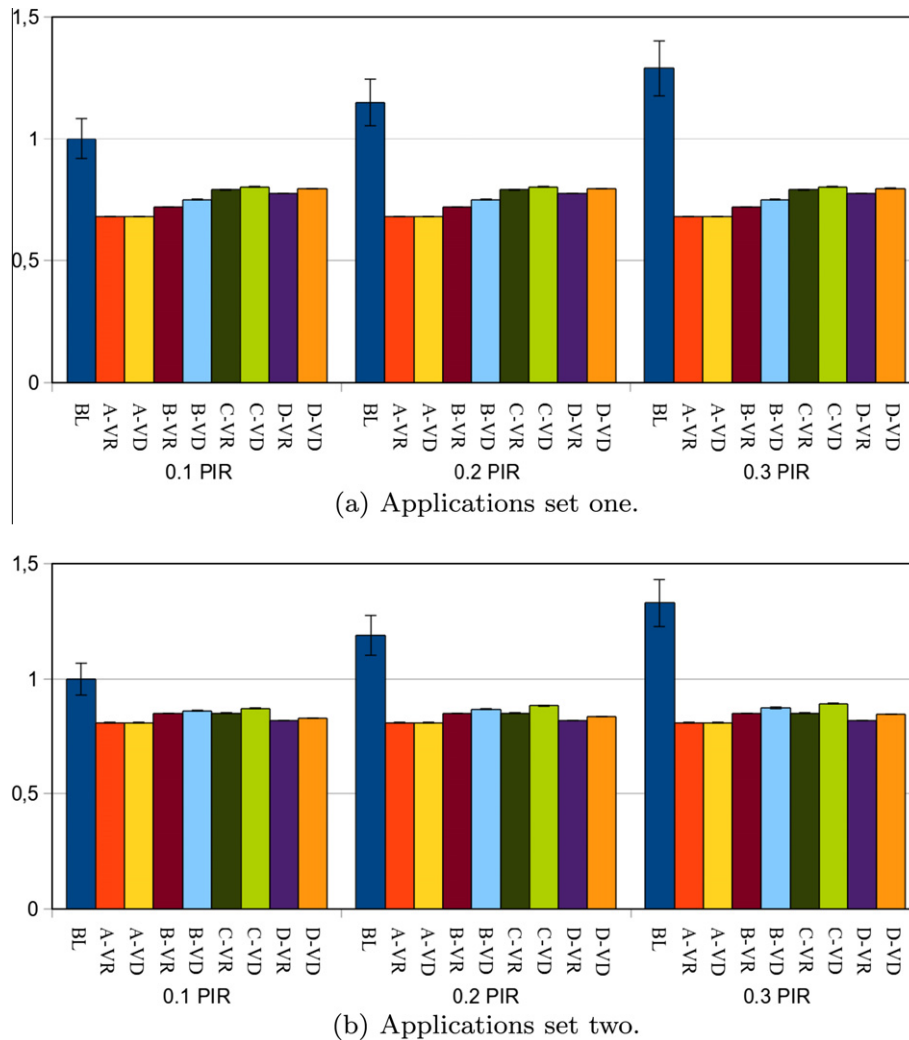 1,5
1
0,5
0
BL A-VR A-VD B-VR B-VD C-VR C-VD D-VR D-VD BL A-VR A-VD B-VR B-VD C-VR C-VD D-VR D-VD BL A-VR A-VD B-VR B-VD C-VR C-VD D-VR D-VD
0.1 PIR 0.2 PIR 0.3 PIR
(a) Applications set one.
1,5
1
0,5
0
BL A-VR A-VD B-VR B-VD C-VR C-VD D-VR D-VD BL A-VR A-VD B-VR B-VD C-VR C-VD D-VR D-VD BL A-VR A-VD B-VR B-VD C-VR C-VD D-VR D-VD
0.1 PIR 0.2 PIR 0.3 PIR
(b) Applications set two.